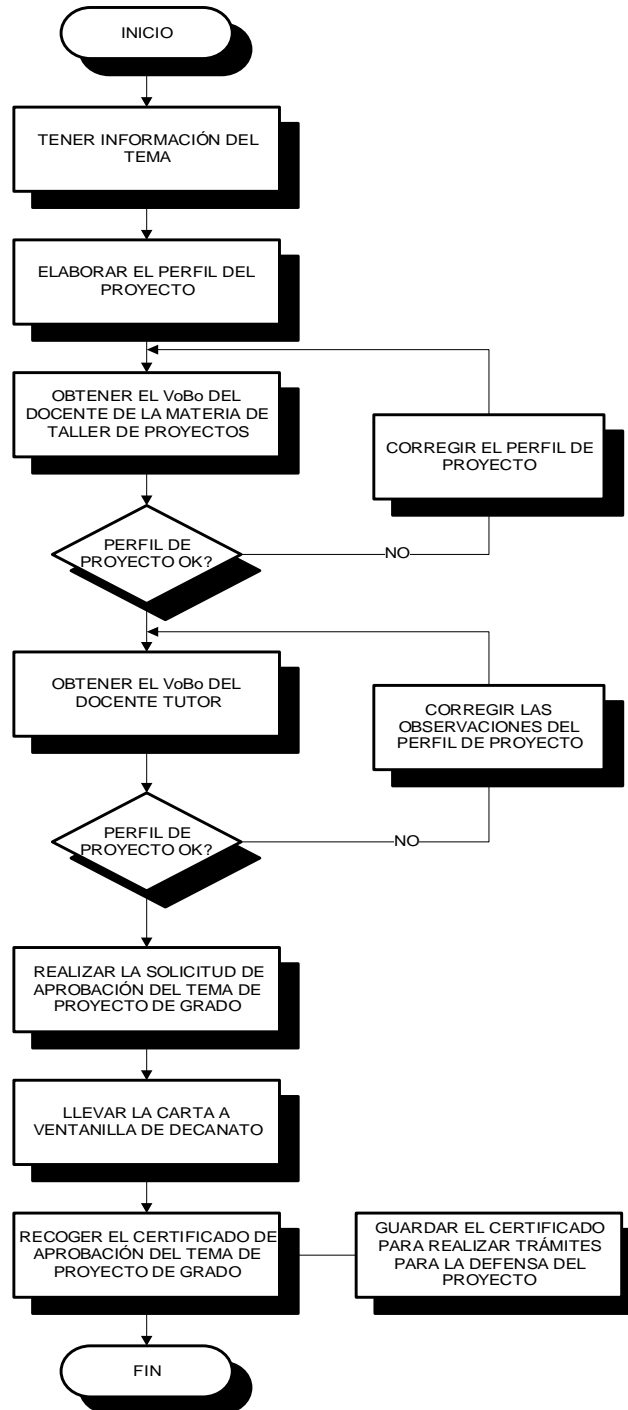 INICIO
TENER INFORMACIÓN DEL
TEMA
ELABORAR EL PERFIL DEL
PROYECTO
OBTENER EL VoBo DEL
DOCENTE DE LA MATERIA DE
TALLER DE PROYECTOS
CORREGIR EL PERFIL DE
PROYECTO
PERFIL DE
PROYECTO OK?
NO
OBTENER EL VoBo DEL
DOCENTE TUTOR
CORREGIR LAS
OBSERVACIONES DEL
PERFIL DE PROYECTO
PERFIL DE
PROYECTO OK?
NO
REALIZAR LA SOLICITUD DE
APROBACIÓN DEL TEMA DE
PROYECTO DE GRADO
LLEVAR LA CARTA A
VENTANILLA DE DECANATO
RECOGER EL CERTIFICADO DE
APROBACIÓN DEL TEMA DE
PROYECTO DE GRADO
GUARDAR EL CERTIFICADO
PARA REALIZAR TRÁMITES
PARA LA DEFENSA DEL
PROYECTO
FIN